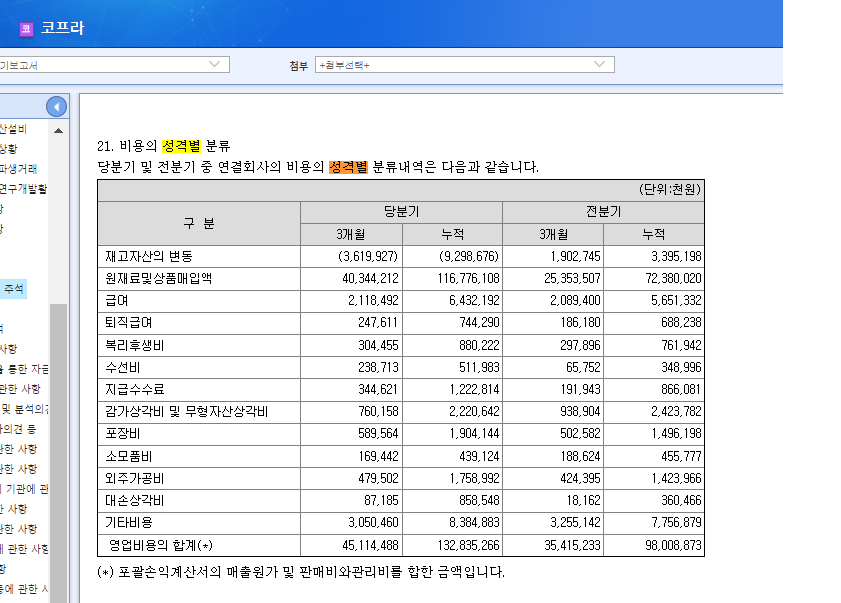 코 코프라
기보고서
첨부 +첨부선택+
산설비
상황
파생거래
연구개발활
주석
사항
을 통한 자금
관한 사항
및 분석의견
사의견 등
관한 사항
관한 사항
기관에 관
한 사항
관한 사항
에 관한 사항
등에 관한 사
21. 비용의 성격별 분류
당분기 및 전분기 중 연결회사의 비용의 성격별 분류내역은 다음과 같습니다.
(단위:천원)
구 분 당분기 전분기
3개월 누적 3개월 누적
재고자산의 변동 (3,619,927) (9,298,676) 1,902,745 3,395,198
원재료및상품매입액 40,344,212 116,776,108 25,353,507 72,380,020
급여 2,118,492 6,432,192 2,089,400 5,651,332
퇴직급여 247,611 744,290 186,180 688,238
복리후생비 304,455 880,222 297,896 761,942
수선비 238,713 511,983 65,752 348,996
지급수수료 344,621 1,222,814 191,943 866,081
감가상각비 및 무형자산상각비 760,158 2,220,642 938,904 2,423,782
포장비 589,564 1,904,144 502,582 1,496,198
소모품비 169,442 439,124 188,624 455,777
외주가공비 479,502 1,758,992 424,395 1,423,966
대손상각비 87,185 858,548 18,162 360,466
기타비용 3,050,460 8,384,883 3,255,142 7,756,879
영업비용의 합계(*) 45,114,488 132,835,266 35,415,233 98,008,873
(*) 포괄손익계산서의 매출원가 및 판매비와관리비를 합한 금액입니다.